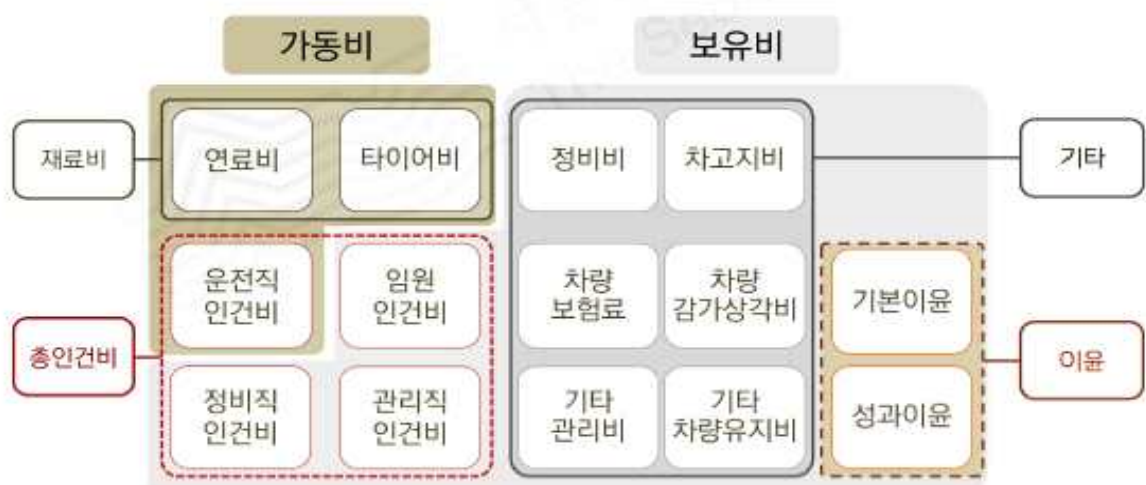 가동비
보유비
재료비
연료비
타이어비
정비비
차고지비
기타
운전직
인건비
임원
인건비
차량
보험료
차량
감가상각비
기본이윤
총인건비
이윤
정비직
인건비
관리직
인건비
기타
관리비
기타
차량유지비
성과이윤